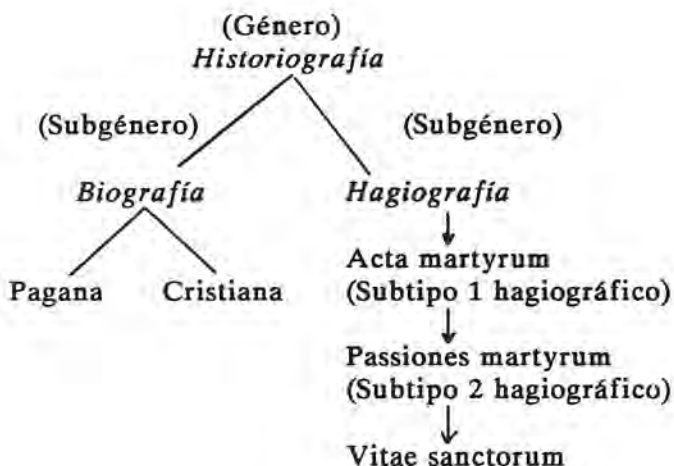 (Género)
Historiografía
(Subgénero) (Subgénero)
Biografía Hagiografía
Pagana Cristiana
Acta martyrum
(Subtipo 1 hagiográfico)
Passiones martyrum
(Subtipo 2 hagiográfico)
Vitae sanctorum